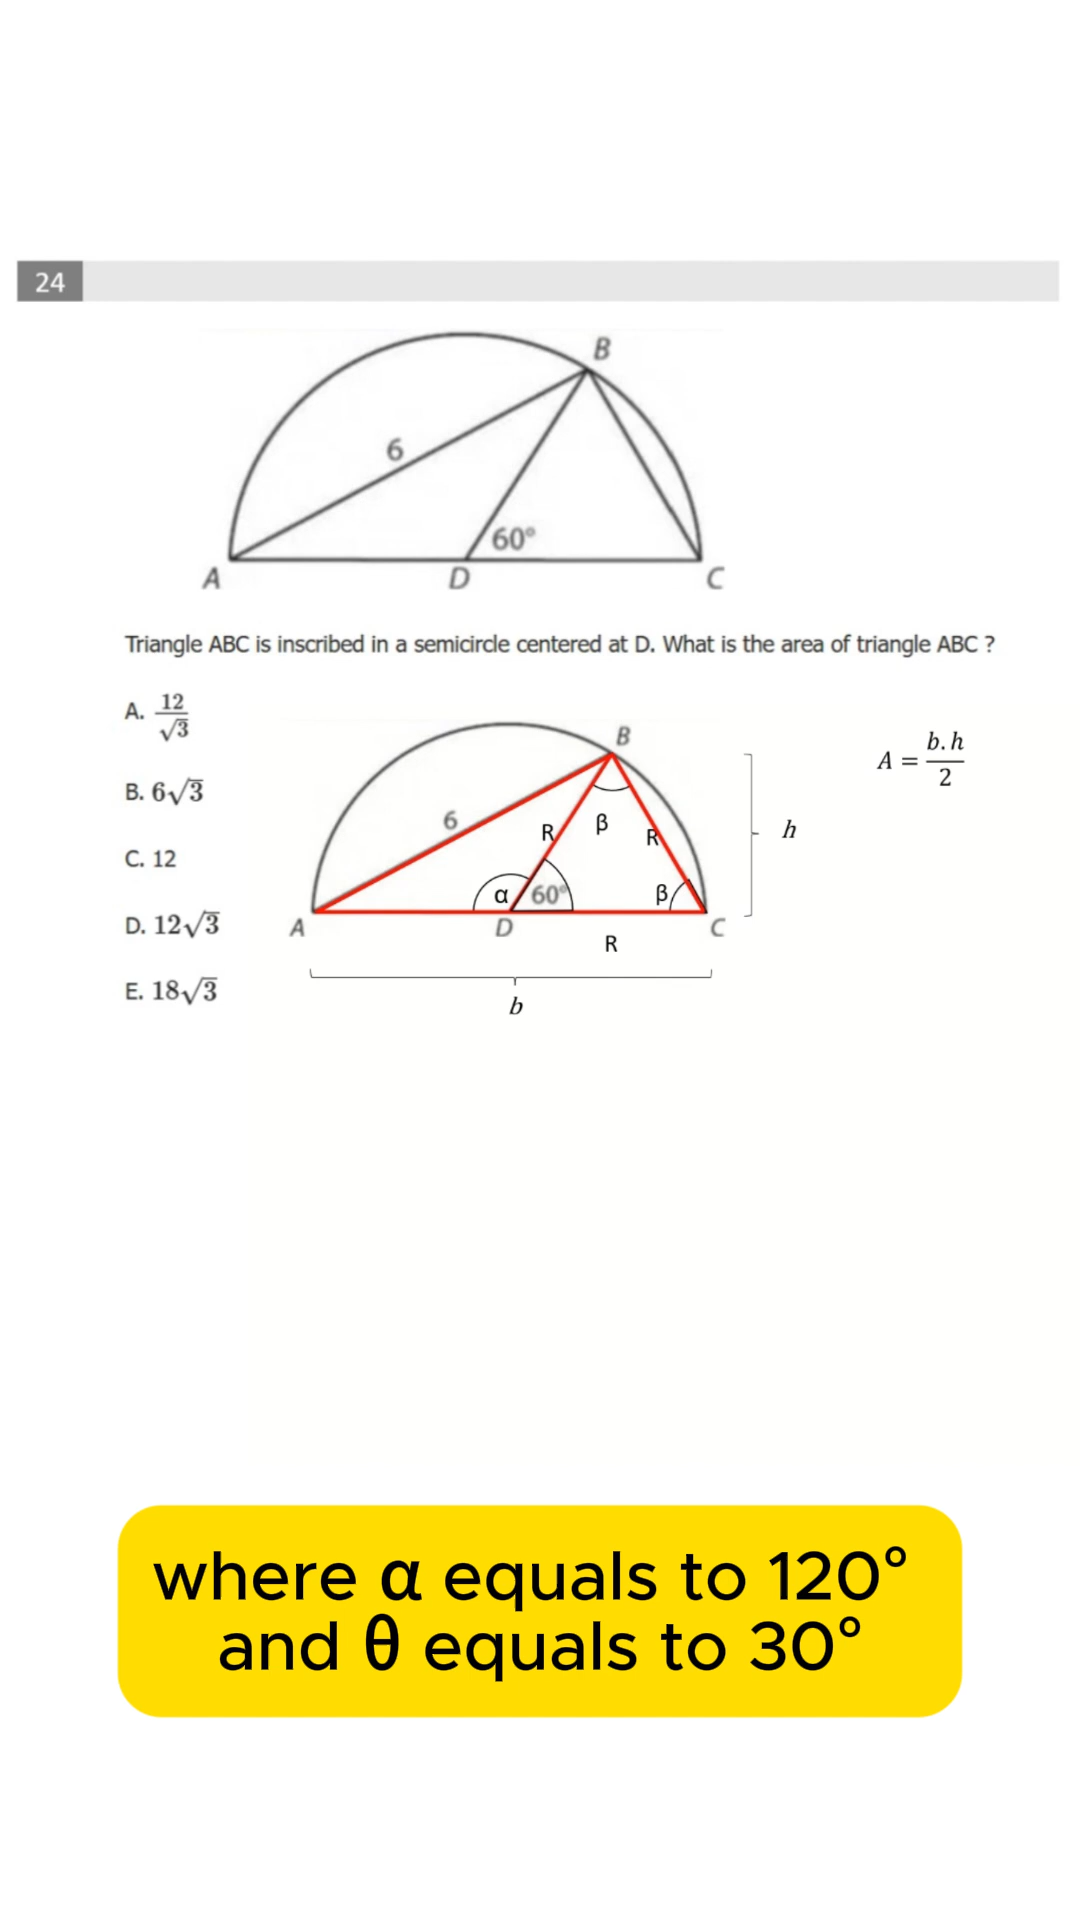 24
B
6
60°
A
D
C
Triangle ABC is inscribed in a semicircle centered at D. What is the area of triangle ABC ?
A. 12/√3
B. 6√3
C. 12
D. 12√3
E. 18√3
B
6
R
β
R
α
60°
β
A
D
C
R
b
h
A = b.h/2
where α equals to 120°
and θ equals to 30°